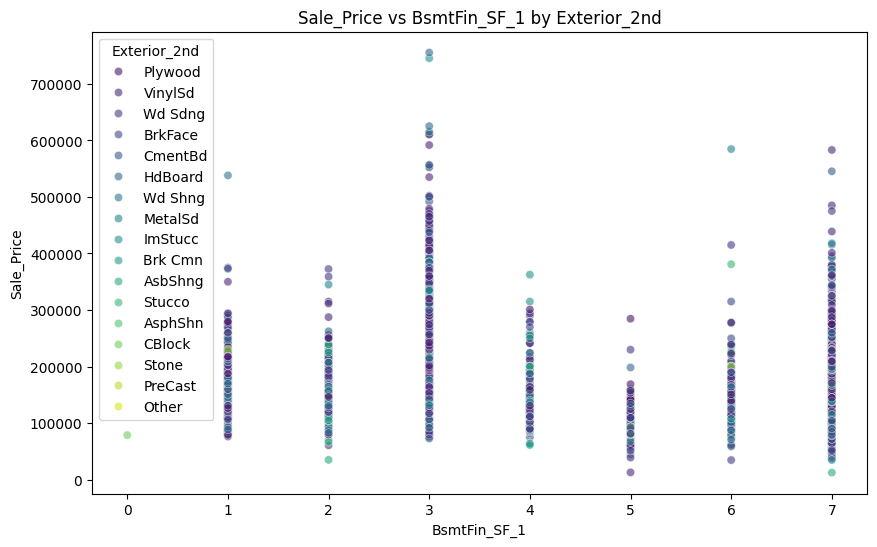 Sale_Price vs BsmtFin_SF_1 by Exterior_2nd
Exterior_2nd
Plywood
VinylSd
Wd Sdng
BrkFace
CmentBd
HdBoard
Wd Shng
MetalSd
ImStucc
Brk Cmn
AsbShng
Stucco
AsphShn
CBlock
Stone
PreCast
Other
Sale_Price
700000
600000
500000
400000
300000
200000
100000
0
0 1 2 3 4 5 6 7
BsmtFin_SF_1